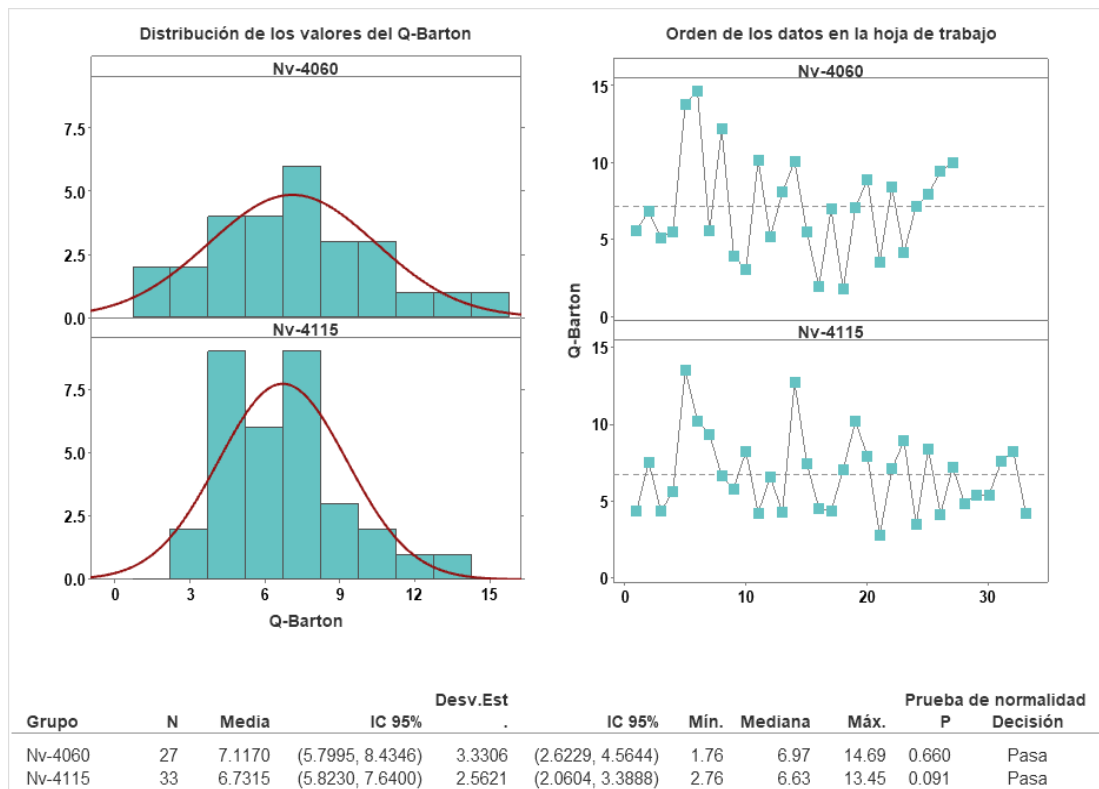 Distribución de los valores del Q-Barton
Nv-4060
7.5
5.0
2.5
0.0
Nv-4115
7.5
5.0
2.5
0.0
0 3 6 9 12 15
Q-Barton
Orden de los datos en la hoja de trabajo
Nv-4060
15
10
5
0
Q-Barton
Nv-4115
15
10
5
0
0 10 20 30
Desv.Est Prueba de normalidad
Grupo N Media IC 95% . IC 95% Mín. Mediana Máx. P Decisión
Nv-4060 27 7.1170 (5.7995, 8.4346) 3.3306 (2.6229, 4.5644) 1.76 6.97 14.69 0.660 Pasa
Nv-4115 33 6.7315 (5.8230, 7.6400) 2.5621 (2.0604, 3.3888) 2.76 6.63 13.45 0.091 Pasa